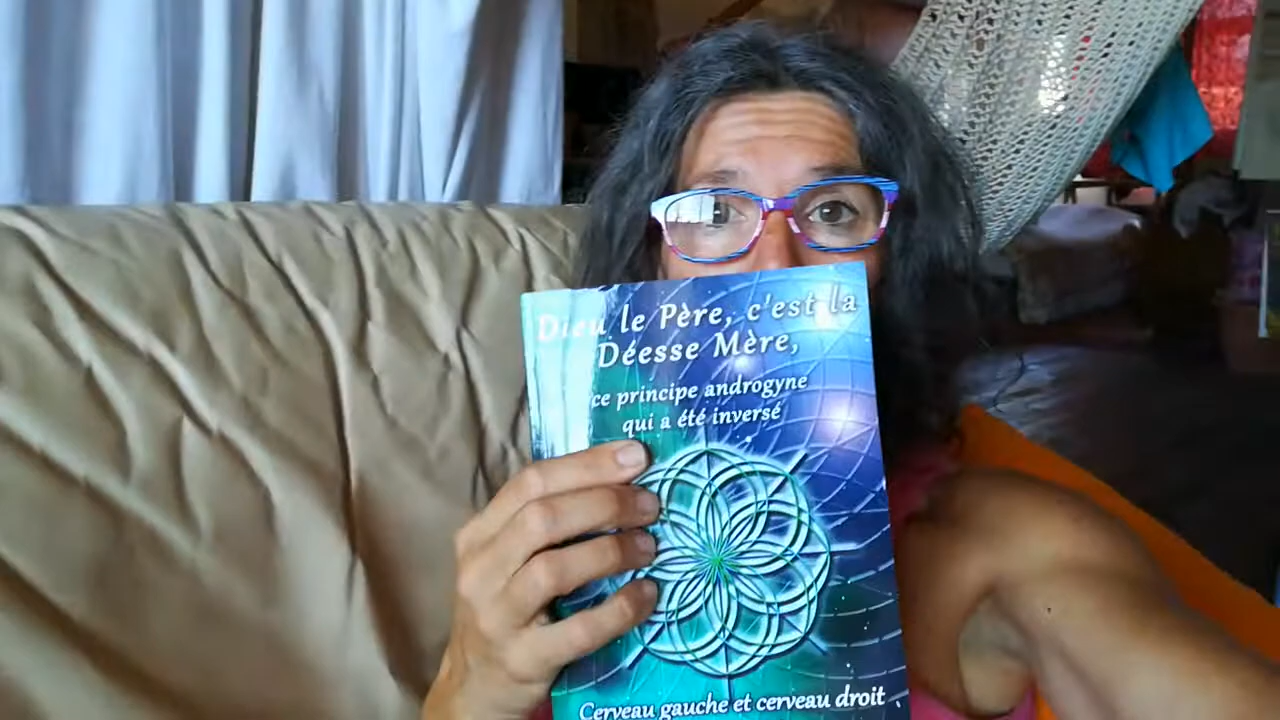 Dieu le Père, c'est la
Déesse Mère,
ce principe androgyne
qui a été inversé
Cerveau gauche et cerveau droit